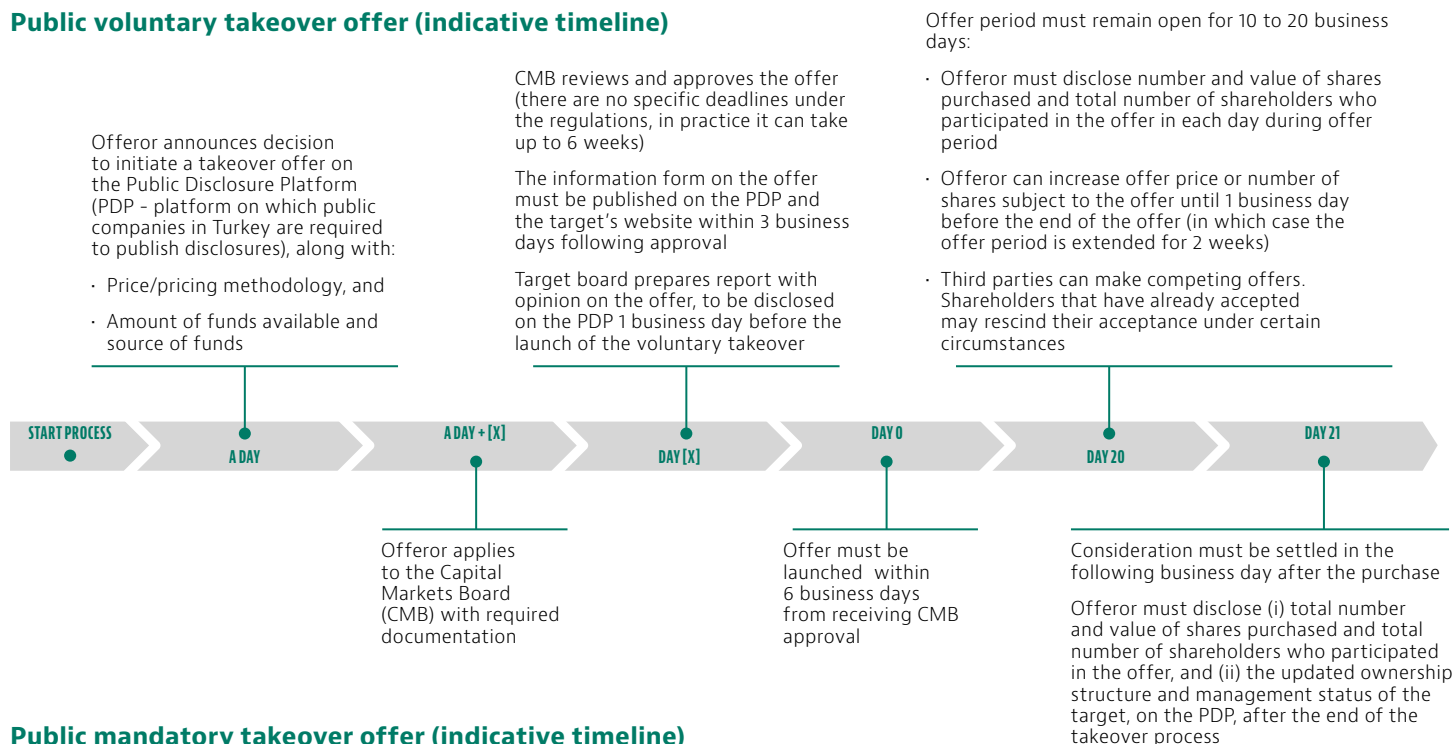 Public voluntary takeover offer (indicative timeline)
Offeror announces decision
to initiate a takeover offer on
the Public Disclosure Platform
(PDP - platform on which public
companies in Turkey are required
to publish disclosures), along with:
· Price/pricing methodology, and
· Amount of funds available and
source of funds
CMB reviews and approves the offer
(there are no specific deadlines under
the regulations, in practice it can take
up to 6 weeks)
The information form on the offer
must be published on the PDP and
the target's website within 3 business
days following approval
Target board prepares report with
opinion on the offer, to be disclosed
on the PDP 1 business day before the
launch of the voluntary takeover
Offer period must remain open for 10 to 20 business
days:
· Offeror must disclose number and value of shares
purchased and total number of shareholders who
participated in the offer in each day during offer
period
· Offeror can increase offer price or number of
shares subject to the offer until 1 business day
before the end of the offer (in which case the
offer period is extended for 2 weeks)
· Third parties can make competing offers.
Shareholders that have already accepted
may rescind their acceptance under certain
circumstances
START PROCESS
A DAY
A DAY + [X]
DAY [X]
DAY 0
DAY 20
DAY 21
Offeror applies
to the Capital
Markets Board
(CMB) with required
documentation
Offer must be
launched within
6 business days
from receiving CMB
approval
Consideration must be settled in the
following business day after the purchase
Offeror must disclose (i) total number
and value of shares purchased and total
number of shareholders who participated
in the offer, and (ii) the updated ownership
structure and management status of the
target, on the PDP, after the end of the
takeover process
Public mandatory takeover offer (indicative timeline)